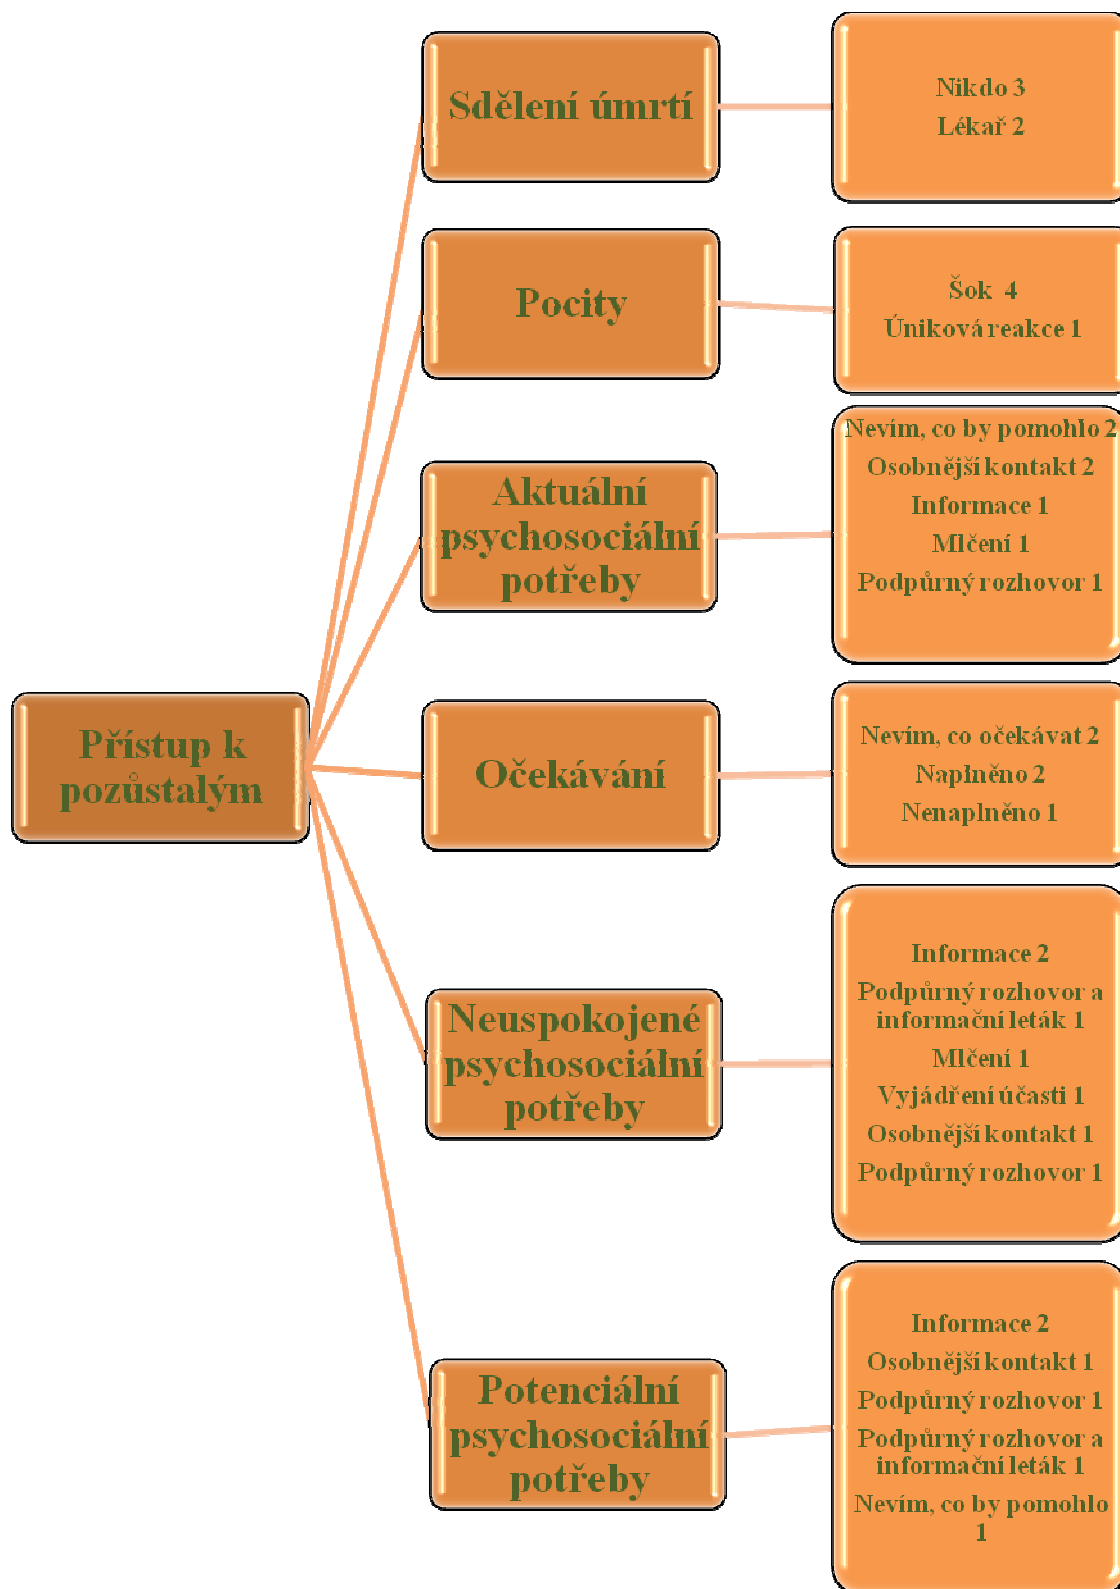 Přístup k
pozůstalým
Sdělení úmrtí
Nikdo 3
Lékař 2
Pocity
Šok 4
Úniková reakce 1
Aktuální
psychosociální
potřeby
Nevím, co by pomohlo 2
Osobnější kontakt 2
Informace 1
Mlčení 1
Podpůrný rozhovor 1
Očekávání
Nevím, co očekávat 2
Naplněno 2
Nenaplněno 1
Neuspokojené
psychosociální
potřeby
Informace 2
Podpůrný rozhovor a
informační leták 1
Mlčení 1
Vyjádření účasti 1
Osobnější kontakt 1
Podpůrný rozhovor 1
Potenciální
psychosociální
potřeby
Informace 2
Osobnější kontakt 1
Podpůrný rozhovor 1
Podpůrný rozhovor a
informační leták 1
Nevím, co by pomohlo
1